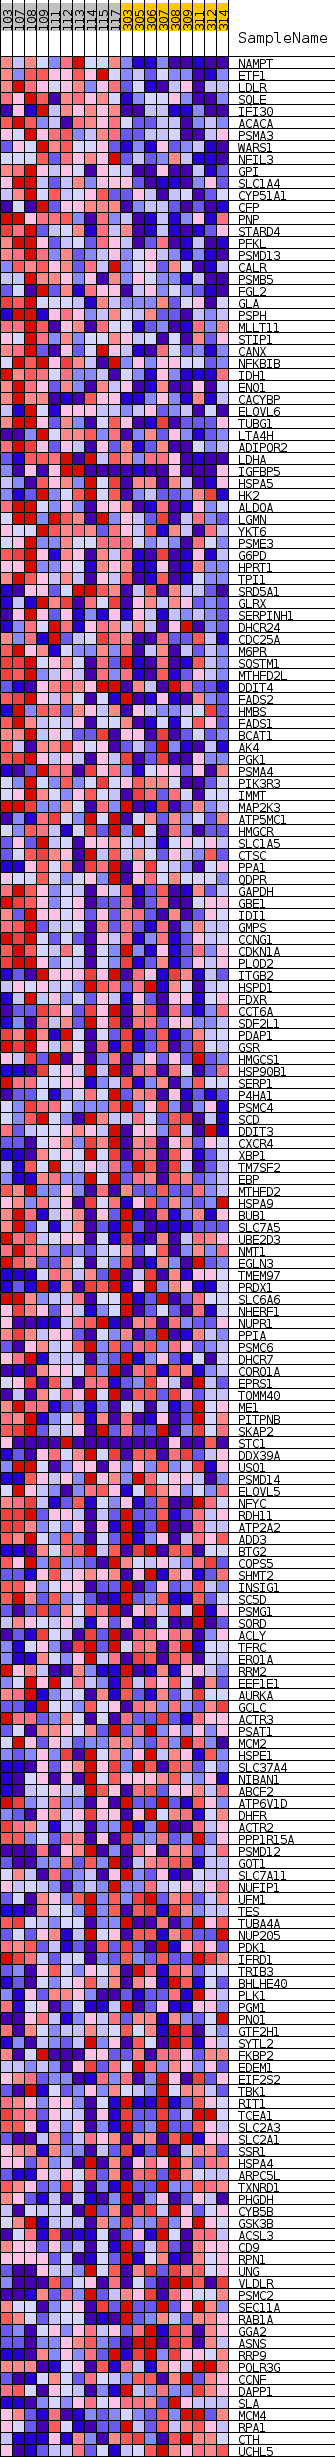 103
107
108
109
111
112
113
114
115
117
303
305
306
307
308
309
311
312
314
SampleName
NAMPT
ETF1
LDLR
SQLE
IFI30
ACACA
PSMA3
WARS1
NFIL3
GPI
SLC1A4
CYP51A1
CFP
PNP
STARD4
PFKL
PSMD13
CALR
PSMB5
FGL2
GLA
PSPH
MLLT11
STIP1
CANX
NFKBIB
IDH1
ENO1
CACYBP
ELOVL6
TUBG1
LTA4H
ADIPOR2
LDHA
IGFBP5
HSPA5
HK2
ALDOA
LGMN
YKT6
PSME3
G6PD
HPRT1
TPI1
SRD5A1
GLRX
SERPINH1
DHCR24
CDC25A
M6PR
SQSTM1
MTHFD2L
DDIT4
FADS2
HMBS
FADS1
BCAT1
AK4
PGK1
PSMA4
PIK3R3
IMMT
MAP2K3
ATP5MC1
HMGCR
SLC1A5
CTSC
PPA1
QDPR
GAPDH
GBE1
IDI1
GMPS
CCNG1
CDKN1A
PLOD2
ITGB2
HSPD1
FDXR
CCT6A
SDF2L1
PDAP1
GSR
HMGCS1
HSP90B1
SERP1
P4HA1
PSMC4
SCD
DDIT3
CXCR4
XBP1
TM7SF2
EBP
MTHFD2
HSPA9
BUB1
SLC7A5
UBE2D3
NMT1
EGLN3
TMEM97
PRDX1
SLC6A6
NHERF1
NUPR1
PPIA
PSMC6
DHCR7
CORO1A
EPRS1
TOMM40
ME1
PITPNB
SKAP2
STC1
DDX39A
USO1
PSMD14
ELOVL5
NFYC
RDH11
ATP2A2
ADD3
BTG2
COPS5
SHMT2
INSIG1
SC5D
PSMG1
SORD
ACLY
TFRC
ERO1A
RRM2
EEF1E1
AURKA
GCLC
ACTR3
PSAT1
MCM2
HSPE1
SLC37A4
NIBAN1
ABCF2
ATP6V1D
DHFR
ACTR2
PPP1R15A
PSMD12
GOT1
SLC7A11
NUFIP1
UFM1
TES
TUBA4A
NUP205
PDK1
IFRD1
TRIB3
BHLHE40
PLK1
PGM1
PNO1
GTF2H1
SYTL2
FKBP2
EDEM1
EIF2S2
TBK1
RIT1
TCEA1
SLC2A3
SLC2A1
SSR1
HSPA4
ARPC5L
TXNRD1
PHGDH
CYB5B
GSK3B
ACSL3
CD9
RPN1
UNG
VLDLR
PSMC2
SEC11A
RAB1A
GGA2
ASNS
RRP9
POLR3G
CCNF
DAPP1
SLA
MCM4
RPA1
CTH
UCHL5